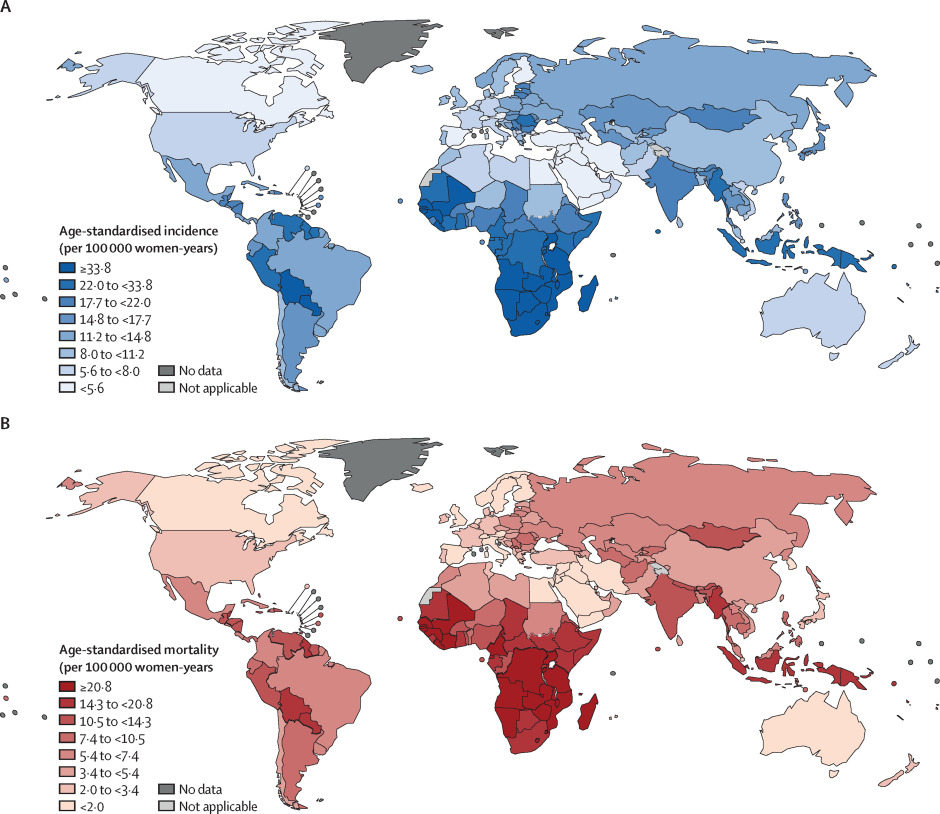 A
Age-standardised incidence
(per 100 000 women-years)
≥33·8
22·0 to <33·8
17·7 to <22·0
14·8 to <17·7
11·2 to <14·8
8·0 to <11·2
5·6 to <8·0
<5·6
No data
Not applicable
B
Age-standardised mortality
(per 100 000 women-years
≥20·8
14·3 to <20·8
10·5 to <14·3
7·4 to <10·5
5·4 to <7·4
3·4 to <5·4
2·0 to <3·4
<2·0
No data
Not applicable